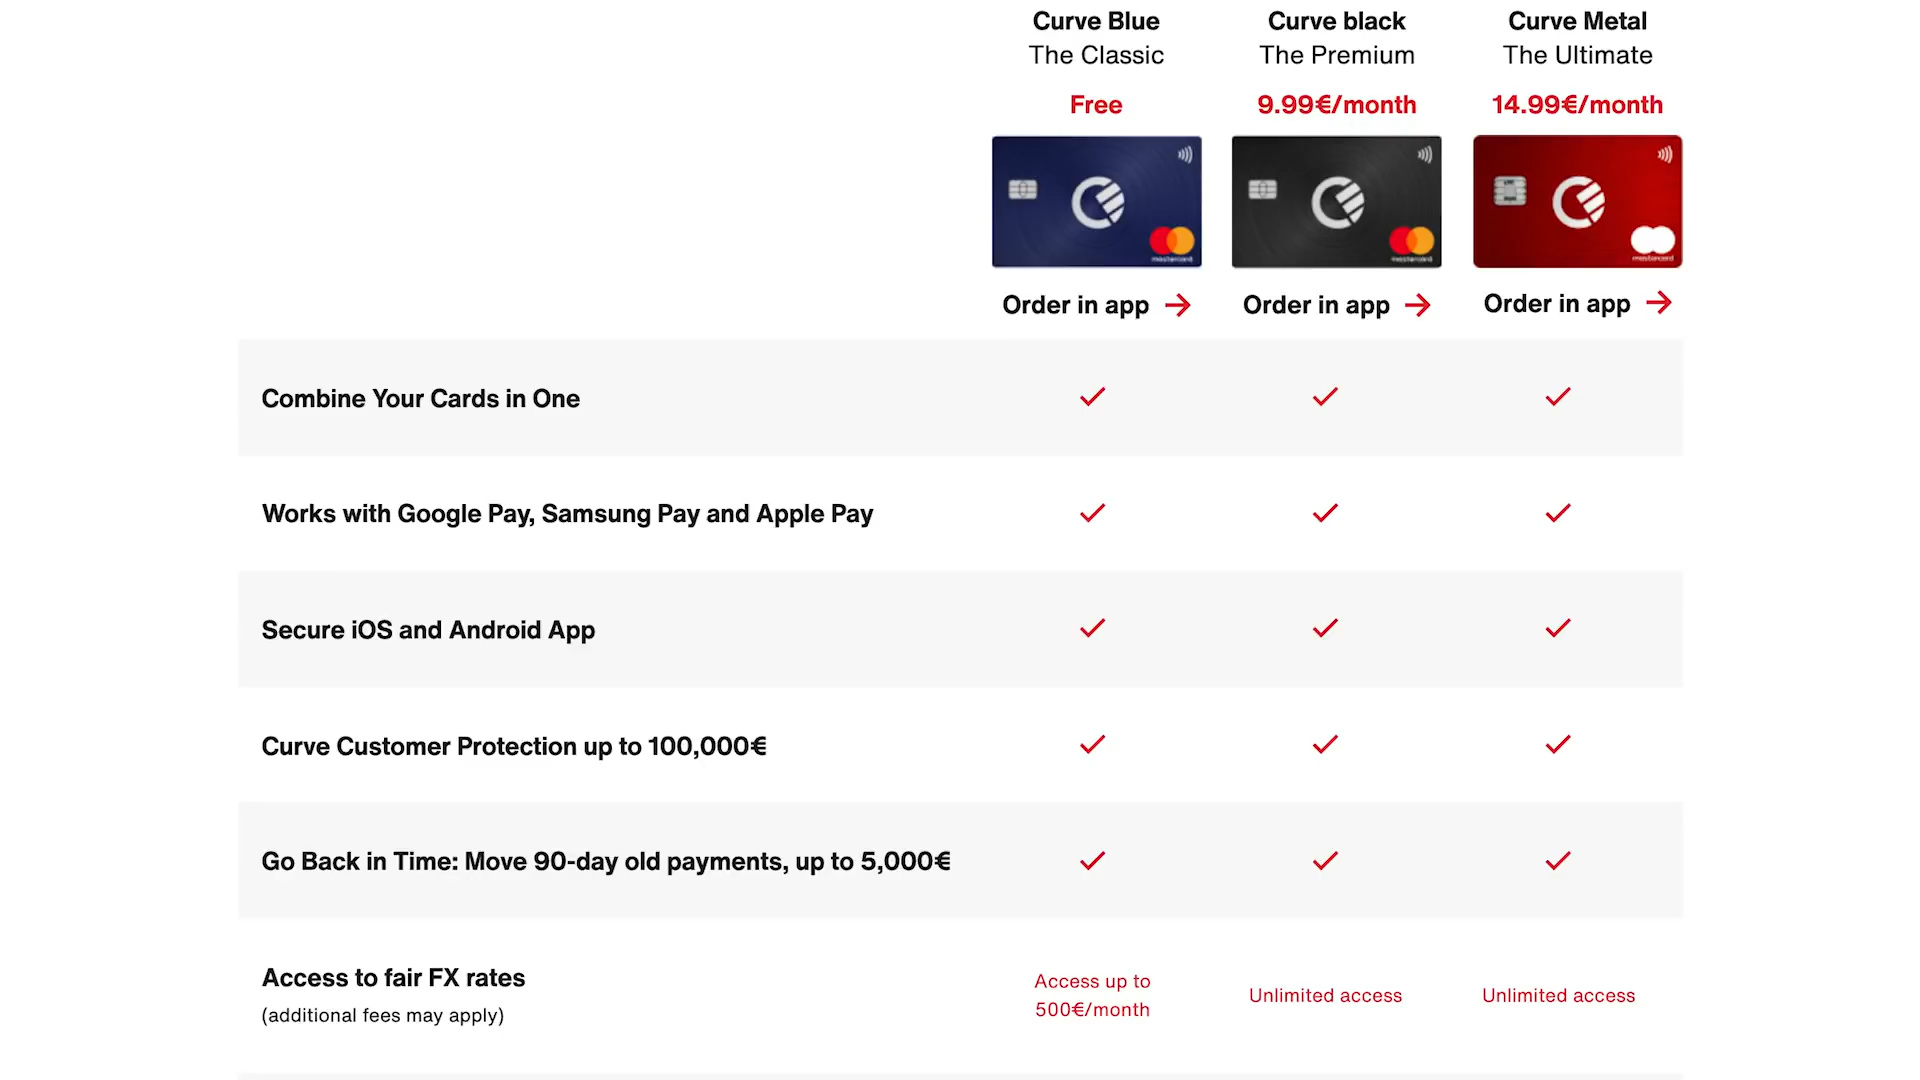 Curve Blue
The Classic
Free
Curve black
The Premium
9.99€/month
Curve Metal
The Ultimate
14.99€/month
mastercard
mastercard
mastercard
Order in app
Order in app
Order in app
Combine Your Cards in One
Works with Google Pay, Samsung Pay and Apple Pay
Secure iOS and Android App
Curve Customer Protection up to 100,000€
Go Back in Time: Move 90-day old payments, up to 5,000€
Access to fair FX rates
(additional fees may apply)
Access up to
500€/month
Unlimited access
Unlimited access